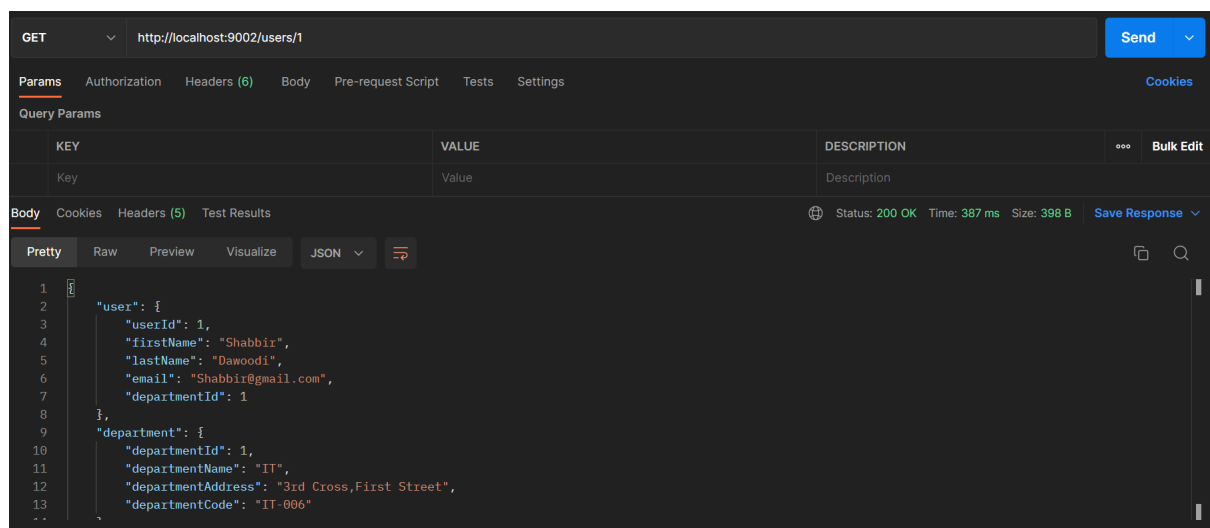 GET http://localhost:9002/users/1 Send
Params Authorization Headers (6) Body Pre-request Script Tests Settings Cookies
Query Params
KEY VALUE DESCRIPTION ooo Bulk Edit
Key Value Description
Body Cookies Headers (5) Test Results Status: 200 OK Time: 387 ms Size: 398 B Save Response
Pretty Raw Preview Visualize JSON
1 {
2 "user": {
3 "userId": 1,
4 "firstName": "Shabbir",
5 "lastName": "Dawoodi",
6 "email": "Shabbir@gmail.com",
7 "departmentId": 1
8 },
9 "department": {
10 "departmentId": 1,
11 "departmentName": "IT",
12 "departmentAddress": "3rd Cross,First Street",
13 "departmentCode": "IT-006"